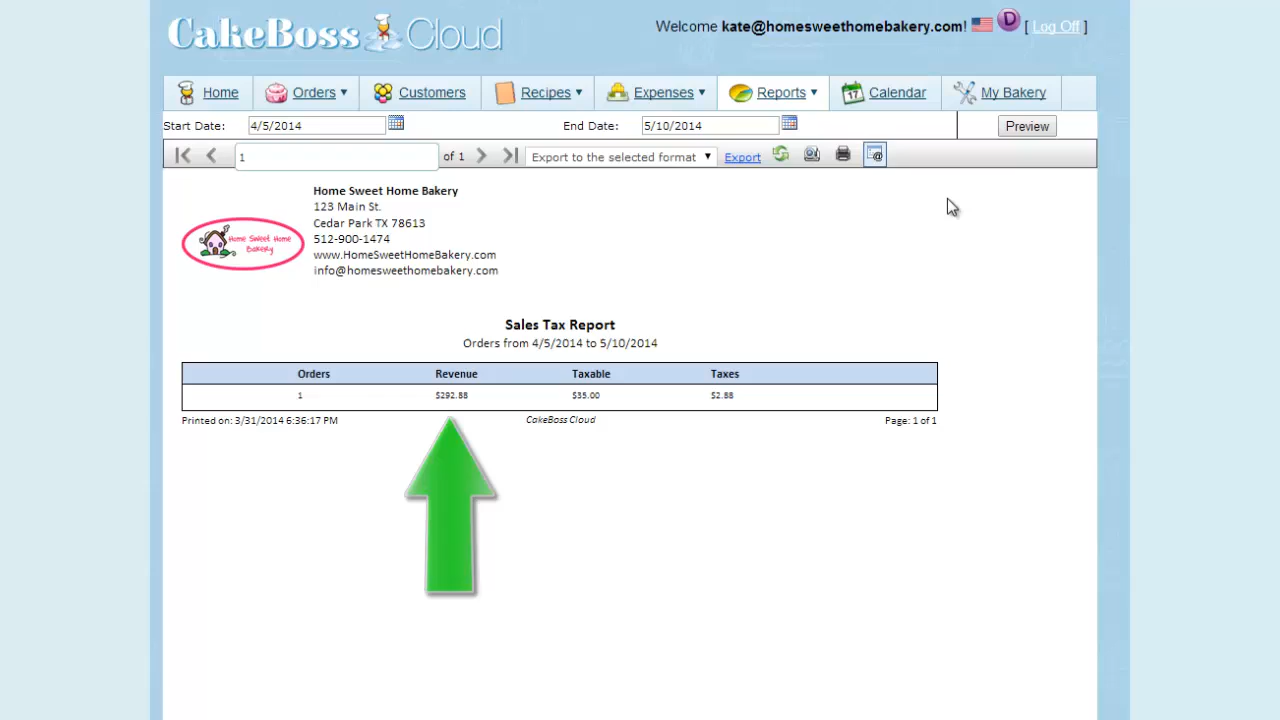 CakeBoss Cloud
Welcome kate@homesweethomebakery.com! D [ Log Off ]
Home Orders ▾ Customers Recipes ▾ Expenses ▾ Reports ▾ 17 Calendar My Bakery
Start Date: 4/5/2014 End Date: 5/10/2014 Preview
1 of 1 Export to the selected format ▼ Export
Home Sweet Home Bakery
123 Main St.
Cedar Park TX 78613
512-900-1474
www.HomeSweetHomeBakery.com
info@homesweethomebakery.com
Home Sweet Home
Bakery
Sales Tax Report
Orders from 4/5/2014 to 5/10/2014
Orders Revenue Taxable Taxes
1 $292.88 $35.00 $2.88
Printed on: 3/31/2014 6:36:17 PM CakeBoss Cloud Page: 1 of 1